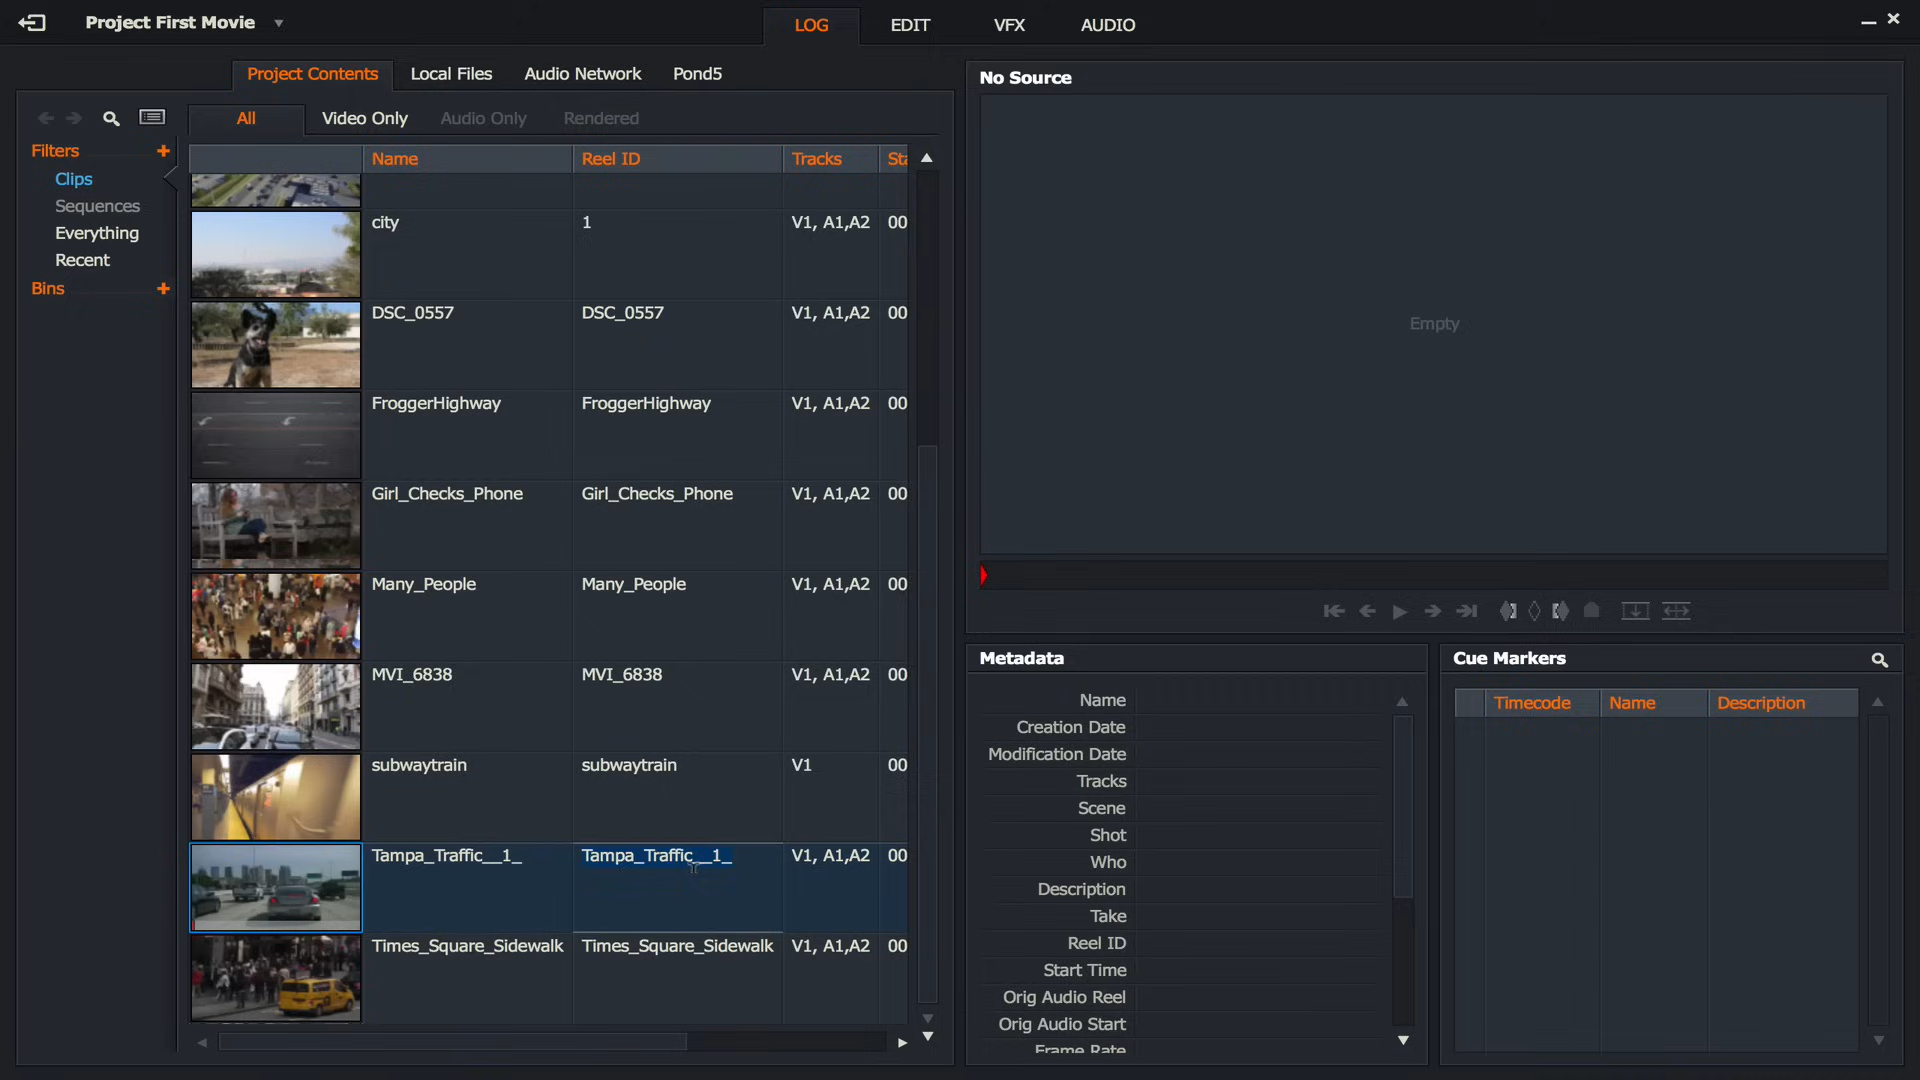 Project First Movie
LOG EDIT VFX AUDIO
Project Contents Local Files Audio Network Pond5
All Video Only Audio Only Rendered
Filters +
Clips
Sequences
Everything
Recent
Bins +
Name Reel ID Tracks Sta
city 1 V1, A1,A2 00
DSC_0557 DSC_0557 V1, A1,A2 00
FroggerHighway FroggerHighway V1, A1,A2 00
Girl_Checks_Phone Girl_Checks_Phone V1, A1,A2 00
Many_People Many_People V1, A1,A2 00
MVI_6838 MVI_6838 V1, A1,A2 00
subwaytrain subwaytrain V1 00
Tampa_Traffic__1_ Tampa_Traffic__1_ V1, A1,A2 00
Times_Square_Sidewalk Times_Square_Sidewalk V1, A1,A2 00
No Source
Empty
Metadata
Name
Creation Date
Modification Date
Tracks
Scene
Shot
Who
Description
Take
Reel ID
Start Time
Orig Audio Reel
Orig Audio Start
Frame Rate
Cue Markers
Timecode Name Description